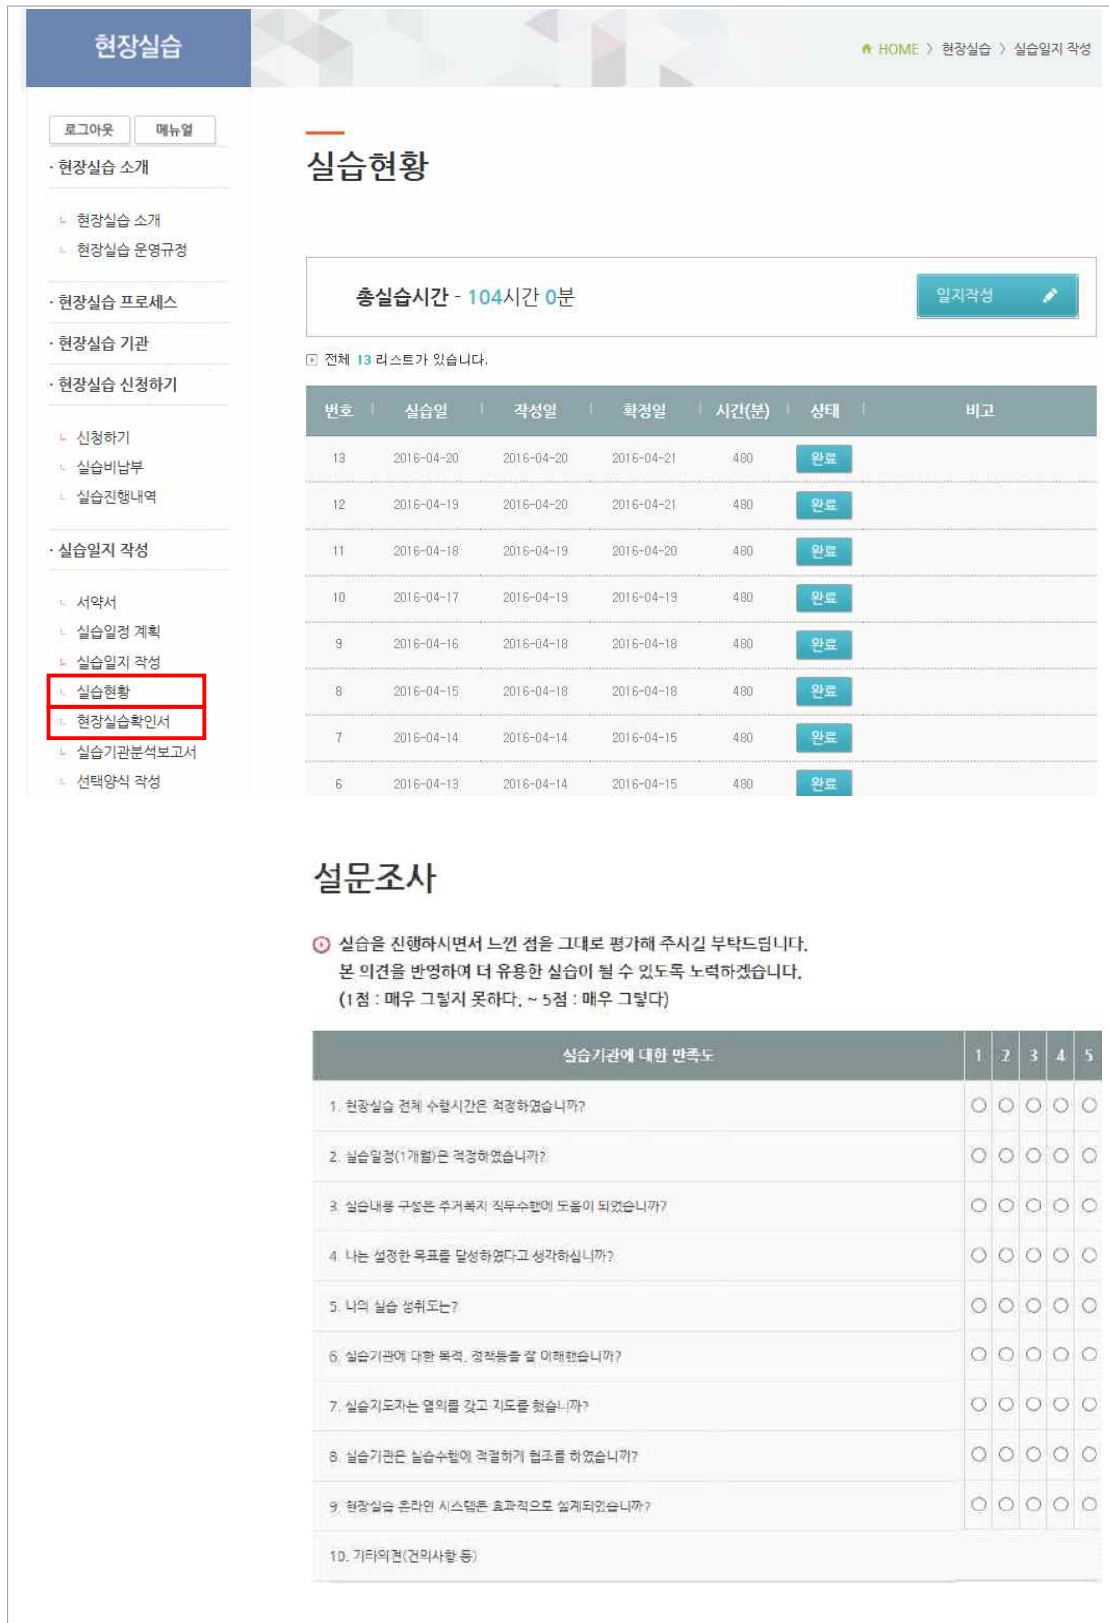 현장실습
HOME 〉 현장실습 〉 실습일지 작성
로그아웃 메뉴얼
· 현장실습 소개
현장실습 소개
현장실습 운영규정
· 현장실습 프로세스
· 현장실습 기관
· 현장실습 신청하기
신청하기
실습비납부
실습진행내역
· 실습일지 작성
서약서
실습일정 계획
실습일지 작성
실습현황
현장실습확인서
실습기관분석보고서
선택양식 작성
실습현황
총실습시간 - 104시간 0분
일지작성
전체 13 리스트가 있습니다.
번호 실습일 작성일 확정일 시간(분) 상태 비고
13 2016-04-20 2016-04-20 2016-04-21 480 완료
12 2016-04-19 2016-04-20 2016-04-21 480 완료
11 2016-04-18 2016-04-19 2016-04-20 480 완료
10 2016-04-17 2016-04-19 2016-04-19 480 완료
9 2016-04-16 2016-04-18 2016-04-18 480 완료
8 2016-04-15 2016-04-18 2016-04-18 480 완료
7 2016-04-14 2016-04-14 2016-04-15 480 완료
6 2016-04-13 2016-04-14 2016-04-15 480 완료
설문조사
실습을 진행하시면서 느낀 점을 그대로 평가해 주시길 부탁드립니다.
본 의견을 반영하여 더 유용한 실습이 될 수 있도록 노력하겠습니다.
(1점 : 매우 그렇지 못하다. ~ 5점 : 매우 그렇다)
실습기관에 대한 만족도 1 2 3 4 5
1. 현장실습 전체 수행시간은 적정하였습니까?
2. 실습일정(1개월)은 적정하였습니까?
3. 실습내용 구성은 주거복지 직무수행에 도움이 되었습니까?
4. 나는 설정한 목표를 달성하였다고 생각하십니까?
5. 나의 실습 성취도는?
6. 실습기관에 대한 목적, 정책등을 잘 이해했습니까?
7. 실습지도자는 열의를 갖고 지도를 했습니까?
8. 실습기관은 실습수행에 적절하게 협조를 하였습니까?
9. 현장실습 온라인 시스템은 효과적으로 설계되었습니까?
10. 기타의견(건의사항 등)